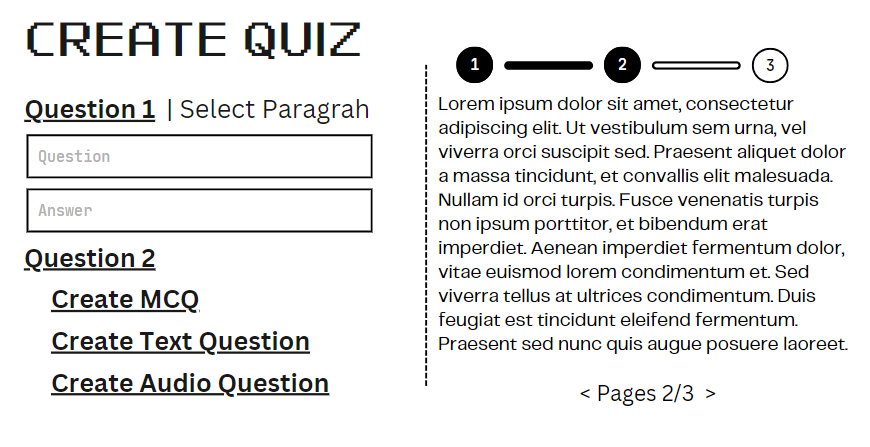 CREATE QUIZ
Question 1 | Select Paragrah
Question
Answer
Question 2
Create MCQ
Create Text Question
Create Audio Question
1 2 3
Lorem ipsum dolor sit amet, consectetur
adipiscing elit. Ut vestibulum sem urna, vel
viverra orci suscipit sed. Praesent aliquet dolor
a massa tincidunt, et convallis elit malesuada.
Nullam id orci turpis. Fusce venenatis turpis
non ipsum porttitor, et bibendum erat
imperdiet. Aenean imperdiet fermentum dolor,
vitae euismod lorem condimentum et. Sed
viverra tellus at ultrices condimentum. Duis
feugiat est tincidunt eleifend fermentum.
Praesent sed nunc quis augue posuere laoreet.
< Pages 2/3 >